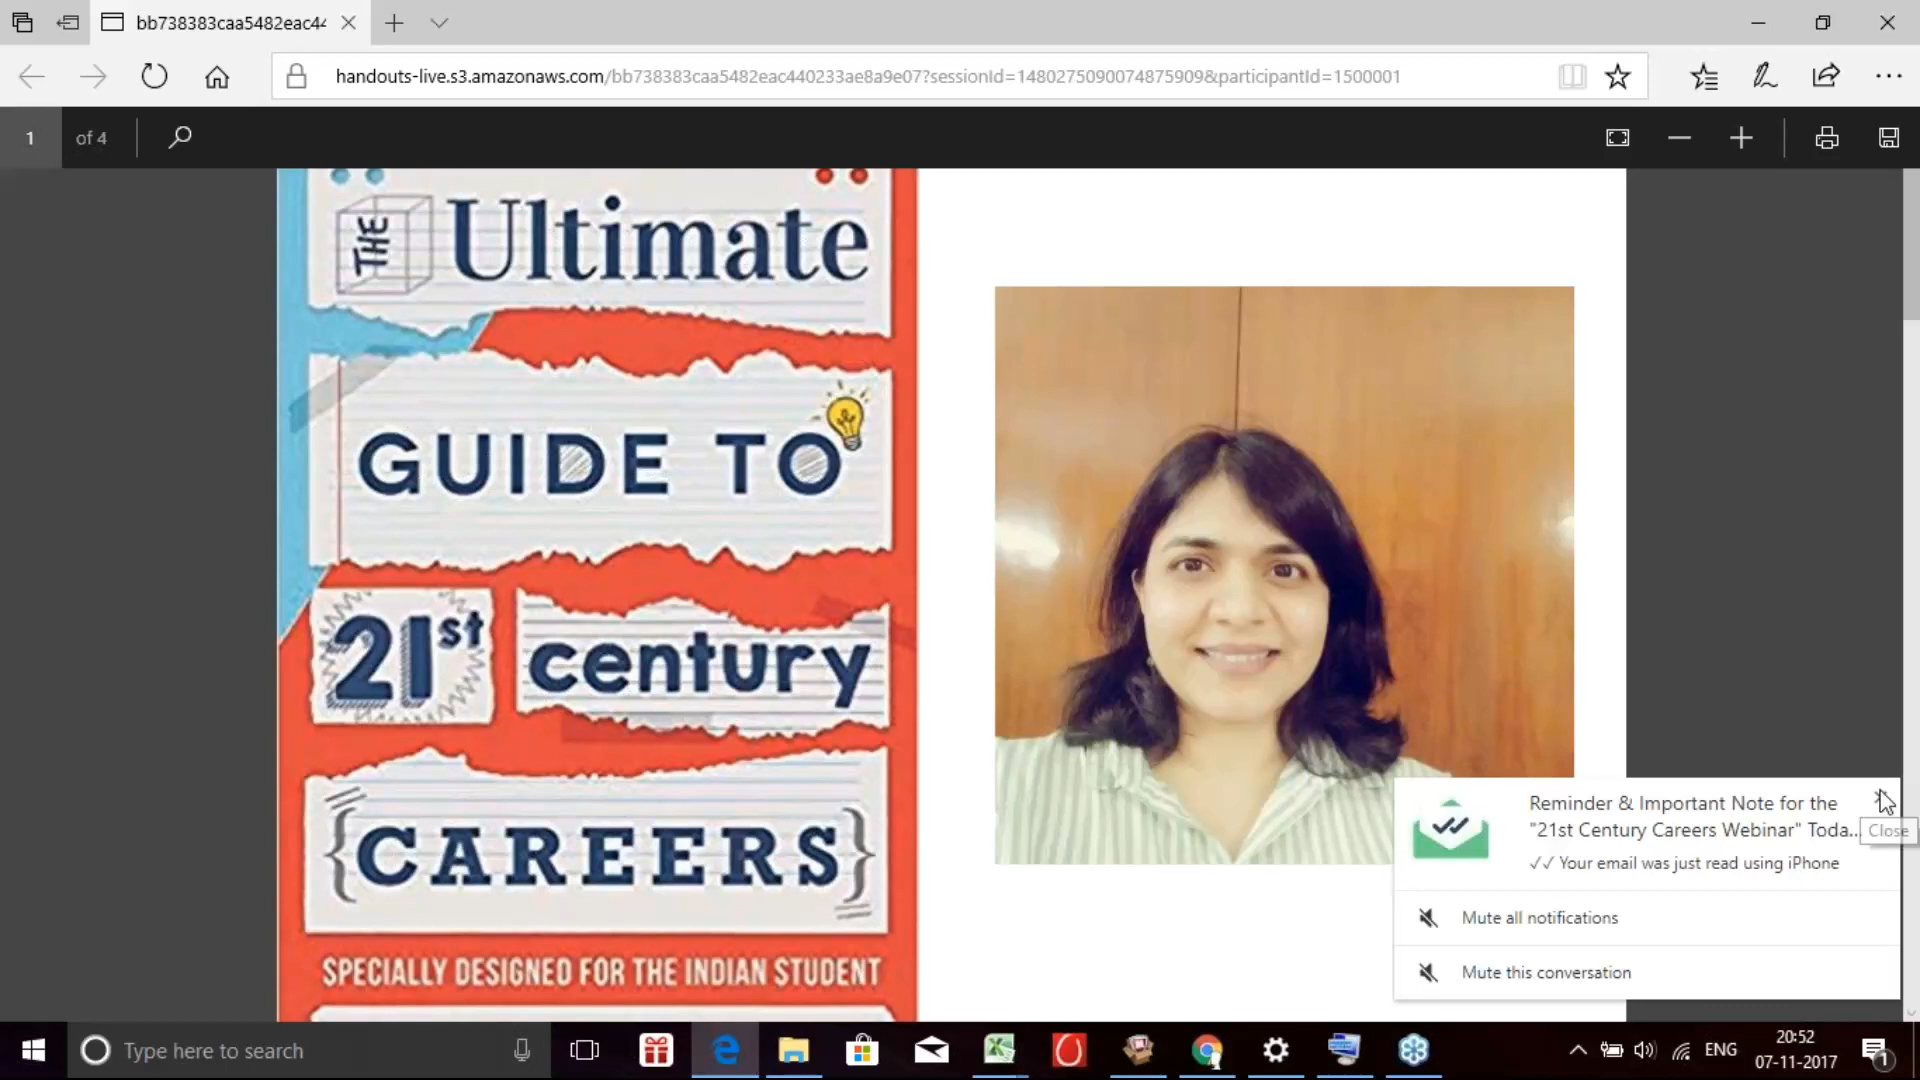 bb738383caa5482eac44
handouts-live.s3.amazonaws.com/bb738383caa5482eac440233ae8a9e07?sessionId=1480275090074875909&participantId=1500001
1 of 4
THE Ultimate
GUIDE TO
21st century
{CAREERS}
SPECIALLY DESIGNED FOR THE INDIAN STUDENT
Reminder & Important Note for the
"21st Century Careers Webinar" Toda...
Close
✓✓ Your email was just read using iPhone
Mute all notifications
Mute this conversation
Type here to search
ENG
20:52
07-11-2017
1